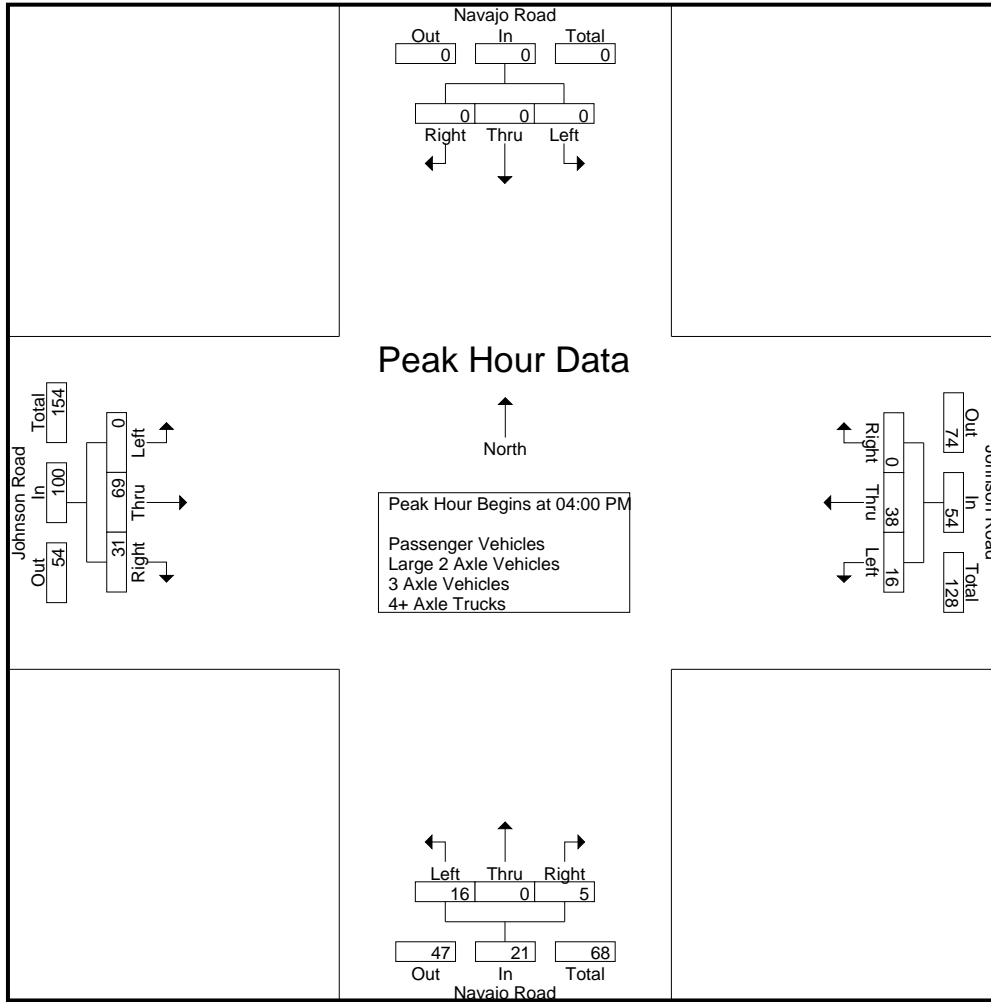 Navajo Road
Out In Total
0 0 0
0 0 0
Right Thru Left
Peak Hour Data
North
Peak Hour Begins at 04:00 PM
Passenger Vehicles
Large 2 Axle Vehicles
3 Axle Vehicles
4+ Axle Trucks
Johnson Road
Out In Total
54 100 154
31 69 0
Right Thru Left
Johnson Road
Out In Total
74 54 128
0 38 16
Right Thru Left
Left Thru Right
16 0 5
47 21 68
Out In Total
Navajo Road